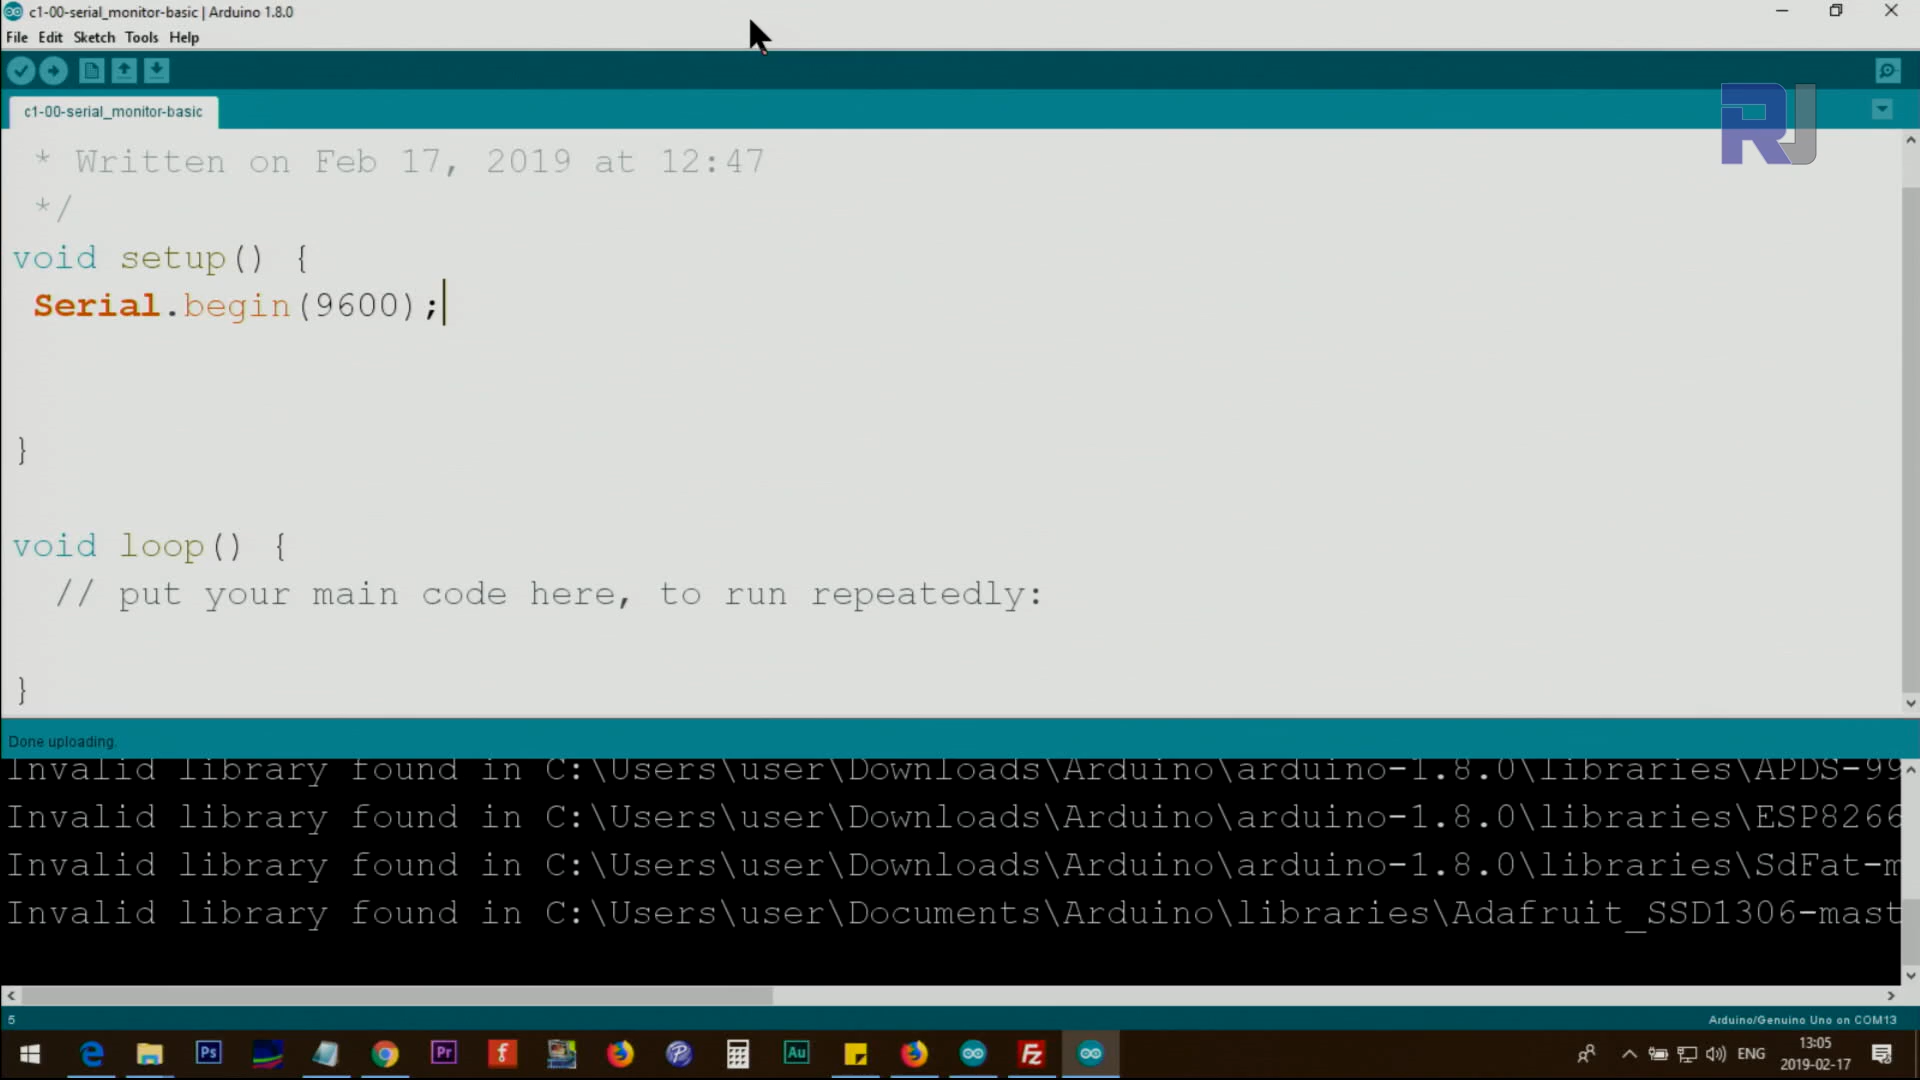 c1-00-serial_monitor-basic | Arduino 1.8.0
File Edit Sketch Tools Help
c1-00-serial_monitor-basic
RJ
* Written on Feb 17, 2019 at 12:47
*/
void setup() {
Serial.begin(9600);
}
void loop() {
// put your main code here, to run repeatedly:
}
Done uploading.
Invalid library found in C:\Users\user\Downloads\Arduino\arduino-1.8.0\libraries\APDS-99
Invalid library found in C:\Users\user\Downloads\Arduino\arduino-1.8.0\libraries\ESP8266
Invalid library found in C:\Users\user\Downloads\Arduino\arduino-1.8.0\libraries\SdFat-m
Invalid library found in C:\Users\user\Documents\Arduino\libraries\Adafruit_SSD1306-mast
5 Arduino/Genuino Uno on COM13
Ps Pr f P Au Fz ENG 13:05
2019-02-17